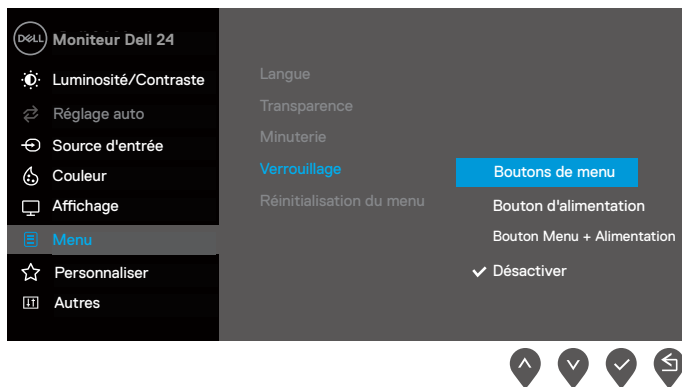 DELL
Moniteur Dell 24
Luminosité/Contraste
Réglage auto
Source d'entrée
Couleur
Affichage
Menu
Personnaliser
Autres
Langue
Transparence
Minuterie
Verrouillage
Réinitialisation du menu
Boutons de menu
Bouton d'alimentation
Bouton Menu + Alimentation
Désactiver